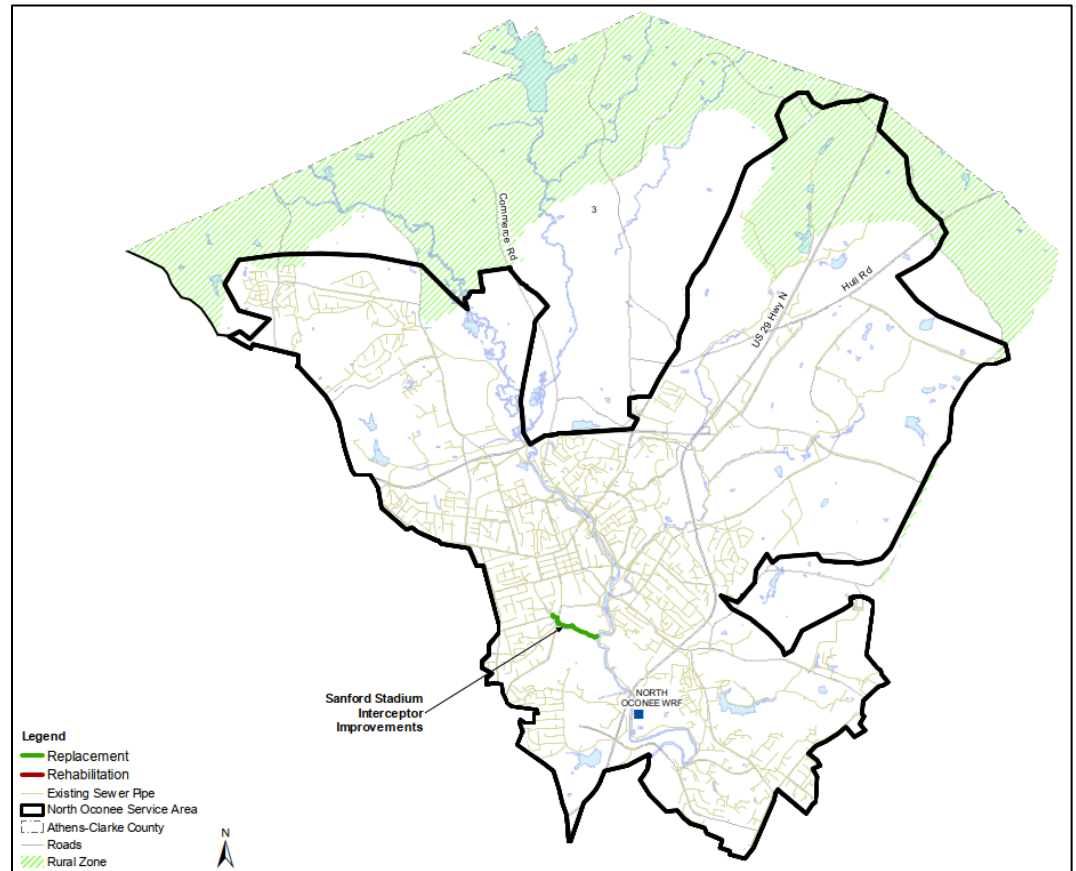 Commerce Rd
3
US 29 Hwy N
Hull Rd
Sanford Stadium
Interceptor
Improvements
NORTH
OCONEE WRF
Legend
Replacement
Rehabilitation
Existing Sewer Pipe
North Oconee Service Area
Athens-Clarke County
Roads
Rural Zone
N